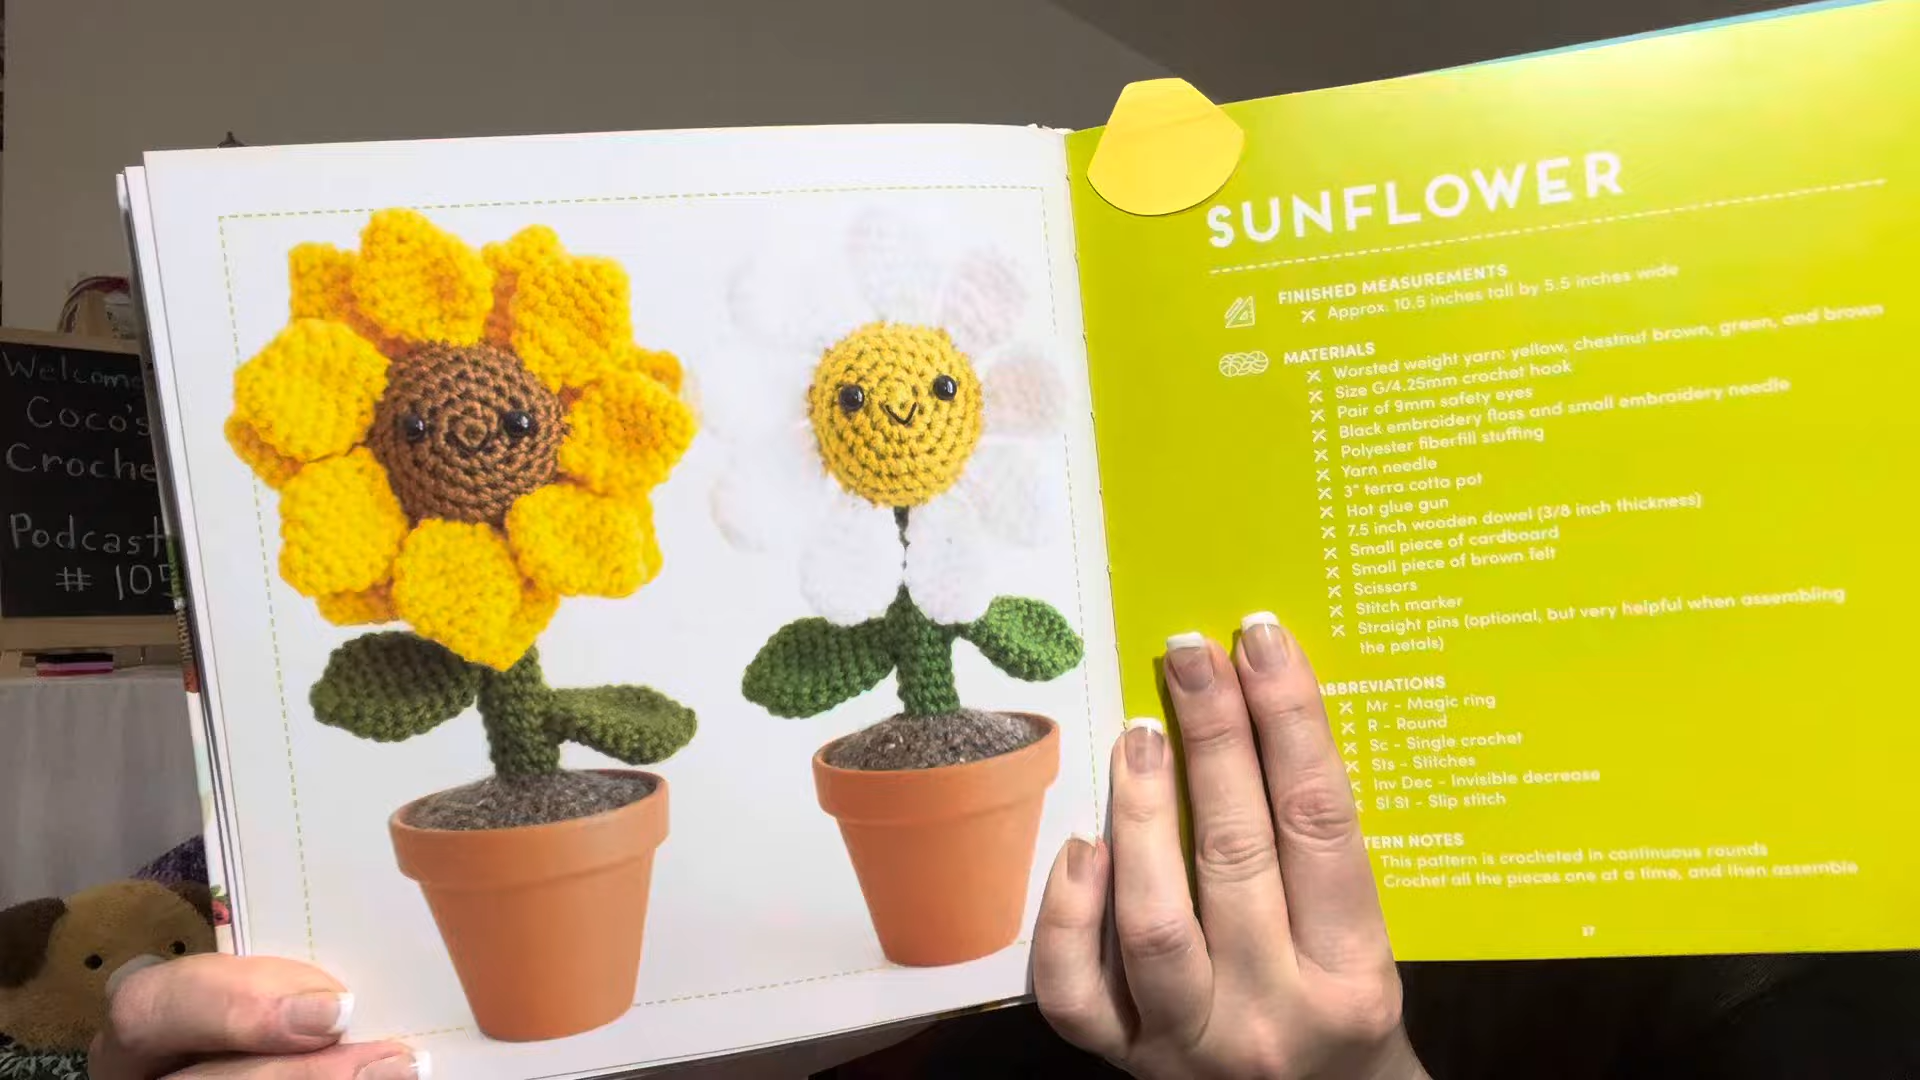 Welcome
Coco's
Croche
Podcast
# 105
SUNFLOWER
FINISHED MEASUREMENTS
Approx. 10.5 inches tall by 5.5 inches wide
MATERIALS
Worsted weight yarn: yellow, chestnut brown, green, and brown
Size G/4.25mm crochet hook
Pair of 9mm safety eyes
Black embroidery floss and small embroidery needle
Polyester fiberfill stuffing
Yarn needle
3" terra cotta pot
Hot glue gun
7.5 inch wooden dowel (3/8 inch thickness)
Small piece of cardboard
Small piece of brown felt
Scissors
Stitch marker
Straight pins (optional, but very helpful when assembling
the petals)
ABBREVIATIONS
Mr - Magic ring
R - Round
Sc - Single crochet
Sts - Stitches
Inv Dec - Invisible decrease
Sl St - Slip stitch
TERN NOTES
This pattern is crocheted in continuous rounds
Crochet all the pieces one at a time, and then assemble